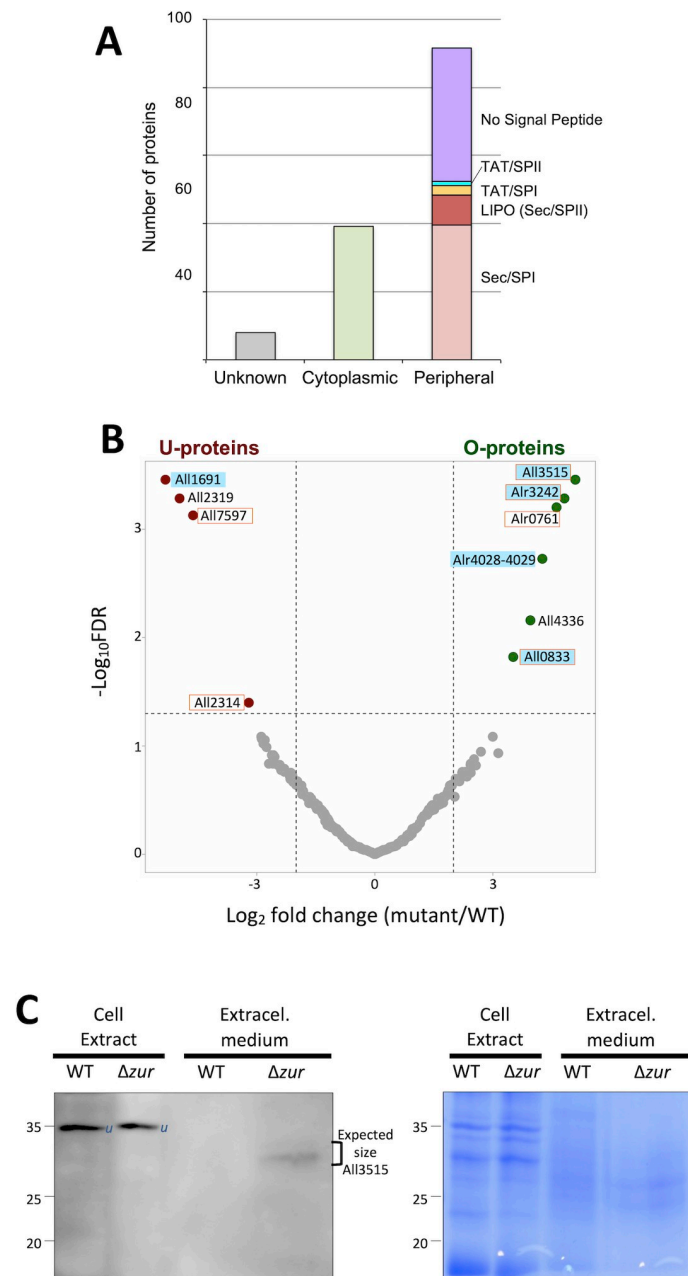 A
Number of proteins
100
80
60
40
No Signal Peptide
TAT/SPII
TAT/SPI
LIPO (Sec/SPII)
Sec/SPI
Unknown
Cytoplasmic
Peripheral
B
U-proteins
O-proteins
All1691
All2319
All7597
All2314
All3515
Alr3242
Alr0761
Alr4028-4029
All4336
All0833
-Log10FDR
3
2
1
0
-3
0
3
Log2 fold change (mutant/WT)
C
Cell
Extract
Extracel.
medium
WT
Δzur
WT
Δzur
35
25
20
u
u
Expected
size
All3515
Cell
Extract
Extracel.
medium
WT
Δzur
WT
Δzur
35
25
20